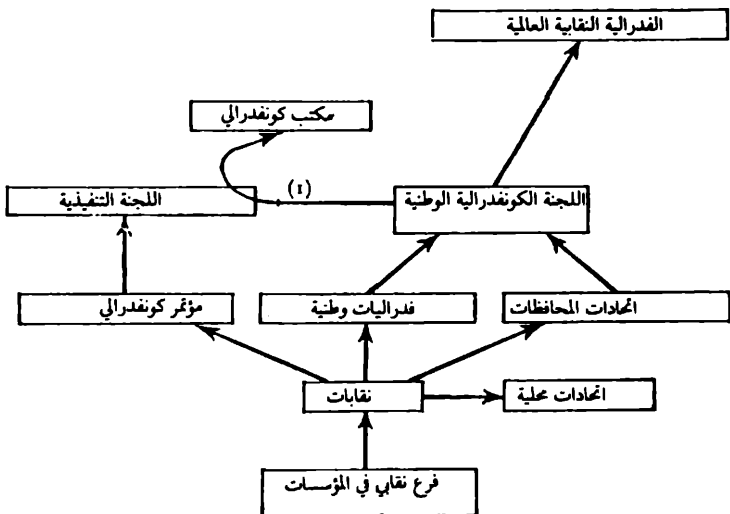 الفدرالية النقابية العالمية
مكتب كونفدرالي
(١)
اللجنة الكونفدرالية الوطنية
اللجنة التنفيذية
اتحادات المحافظات
فدراليات وطنية
مؤتمر كونفدرالي
اتحادات محلية
نقابات
فرع نقابي في المؤسسات